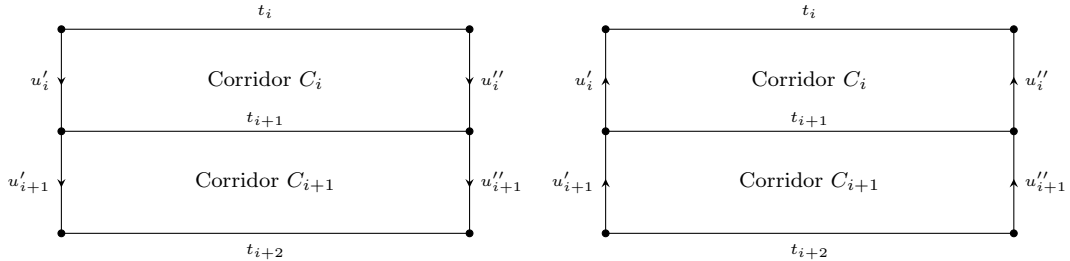 $t_i$ $t_i$
$u'_i$ Corridor $C_i$ $u''_i$ $u'_i$ Corridor $C_i$ $u''_i$
$t_{i+1}$ $t_{i+1}$
$u'_{i+1}$ Corridor $C_{i+1}$ $u''_{i+1}$ $u'_{i+1}$ Corridor $C_{i+1}$ $u''_{i+1}$
$t_{i+2}$ $t_{i+2}$